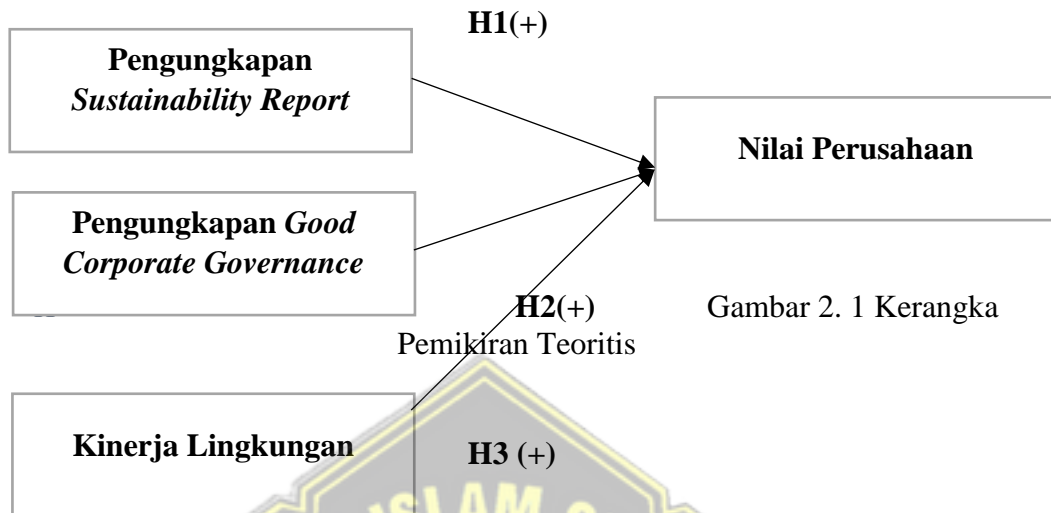 H1(+)
Pengungkapan
Sustainability Report
Nilai Perusahaan
Pengungkapan Good
Corporate Governance
H2(+)
Gambar 2. 1 Kerangka
Pemikiran Teoritis
Kinerja Lingkungan
H3 (+)
ISLAM